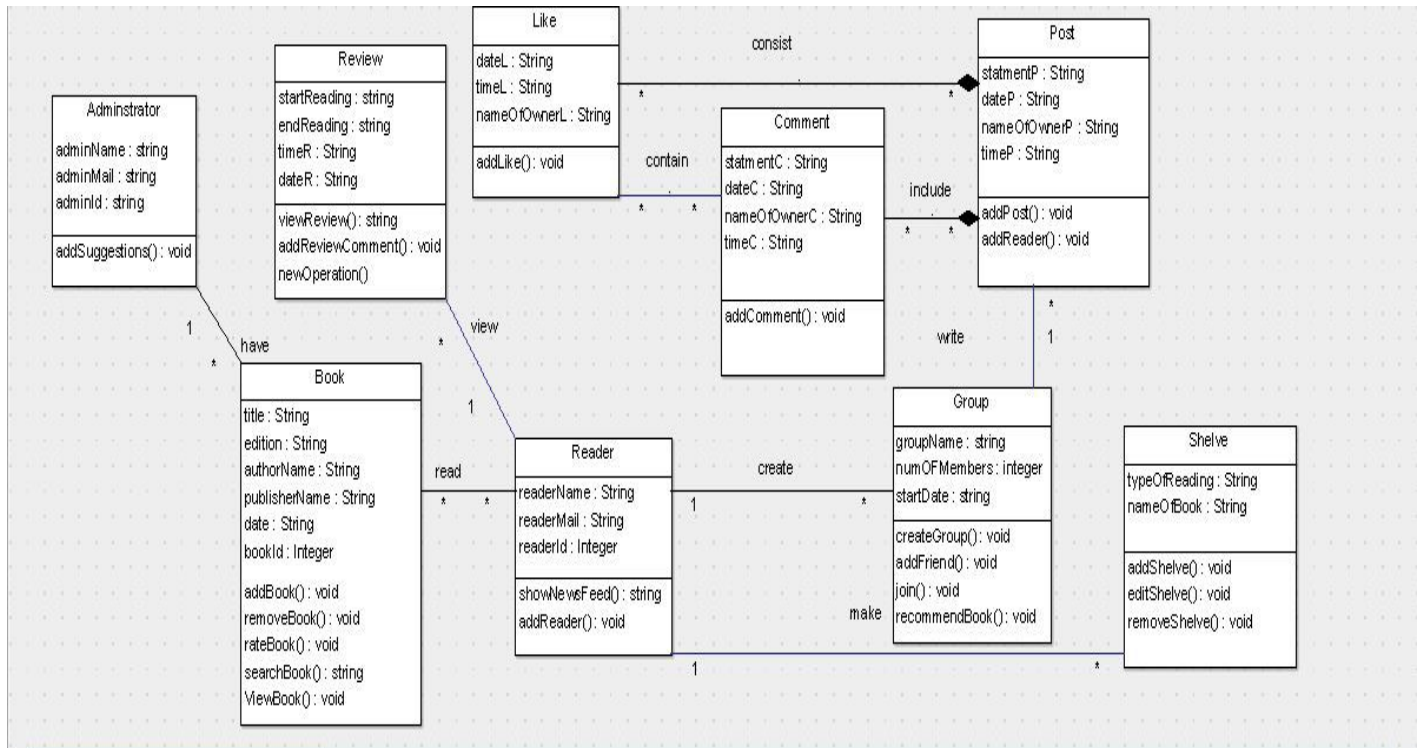 Like
dateL : String
timeL : String
nameOfOwnerL : String
addLike() : void
Post
statmentP : String
dateP : String
nameOfOwnerP : String
timeP : String
addPost() : void
addReader() : void
consist
*
*
Review
startReading : string
endReading : string
timeR : String
dateR : String
viewReview() : string
addReviewComment() : void
newOperation()
Adminstrator
adminName : string
adminMail : string
adminId : string
addSuggestions() : void
Comment
statmentC : String
dateC : String
nameOfOwnerC : String
timeC : String
addComment() : void
contain
*
*
include
*
*
1
*
have
view
*
1
write
*
1
Book
title : String
edition : String
authorName : String
publisherName : String
date : String
bookId : Integer
addBook() : void
removeBook() : void
rateBook() : void
searchBook() : string
ViewBook() : void
read
*
*
Reader
readerName : String
readerMail : String
readerId : Integer
showNewsFeed() : string
addReader() : void
create
1
*
Group
groupName : string
numOFMembers : integer
startDate : string
createGroup() : void
addFriend() : void
join() : void
recommendBook() : void
Shelve
typeOfReading : String
nameOfBook : String
addShelve() : void
editShelve() : void
removeShelve() : void
make
1
*